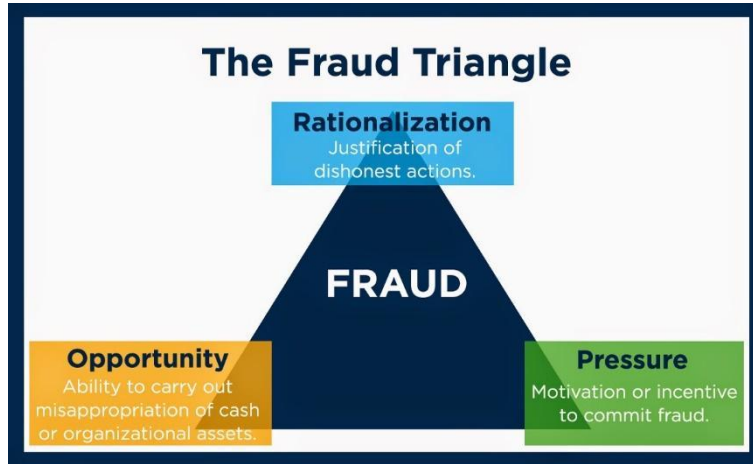 The Fraud Triangle
Rationalization
Justification of
dishonest actions.
FRAUD
Opportunity
Ability to carry out
misappropriation of cash
or organizational assets.
Pressure
Motivation or incentive
to commit fraud.